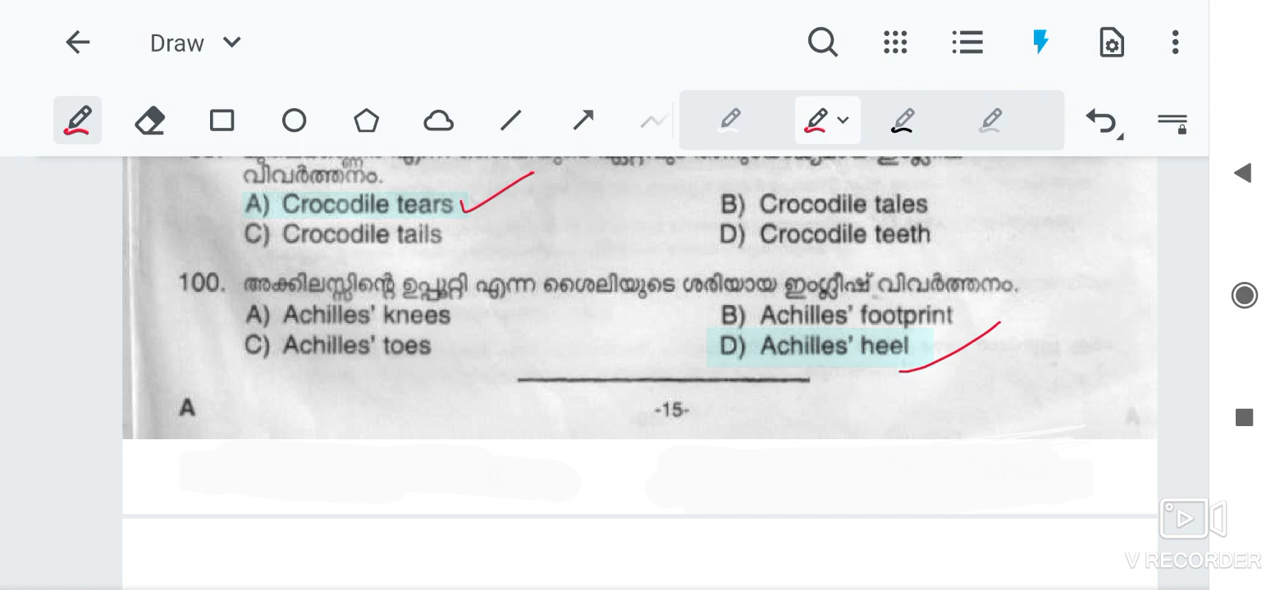 Draw
വിവർത്തനം.
A) Crocodile tears B) Crocodile tales
C) Crocodile tails D) Crocodile teeth
100. അക്കിലസ്സിന്റെ ഉപ്പൂറ്റി എന്ന ശൈലിയുടെ ശരിയായ ഇംഗ്ലീഷ് വിവർത്തനം.
A) Achilles' knees B) Achilles' footprint
C) Achilles' toes D) Achilles' heel
A -15-
V RECORDER